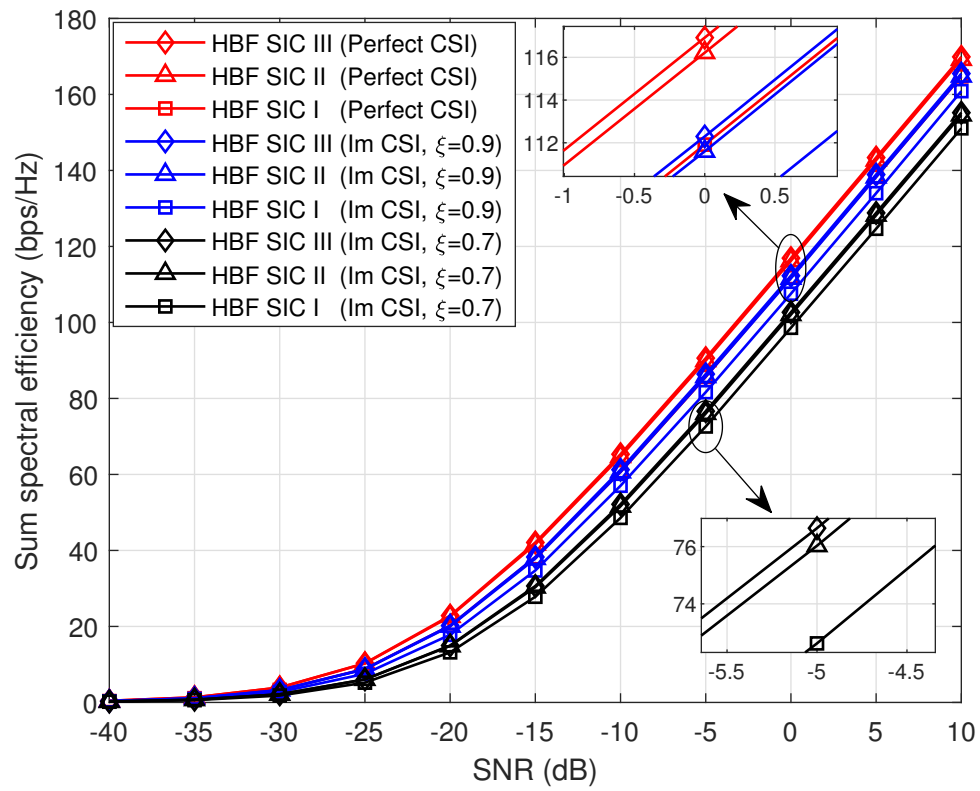 HBF SIC III (Perfect CSI)
HBF SIC II (Perfect CSI)
HBF SIC I (Perfect CSI)
HBF SIC III (Im CSI, ξ=0.9)
HBF SIC II (Im CSI, ξ=0.9)
HBF SIC I (Im CSI, ξ=0.9)
HBF SIC III (Im CSI, ξ=0.7)
HBF SIC II (Im CSI, ξ=0.7)
HBF SIC I (Im CSI, ξ=0.7)
Sum spectral efficiency (bps/Hz)
180
160
140
120
100
80
60
40
20
0
116
114
112
-1 0 0.5
76
74
-5.5 -5 -4.5
-40 -35 -30 -25 -20 -15 -10 -5 0 5 10
SNR (dB)